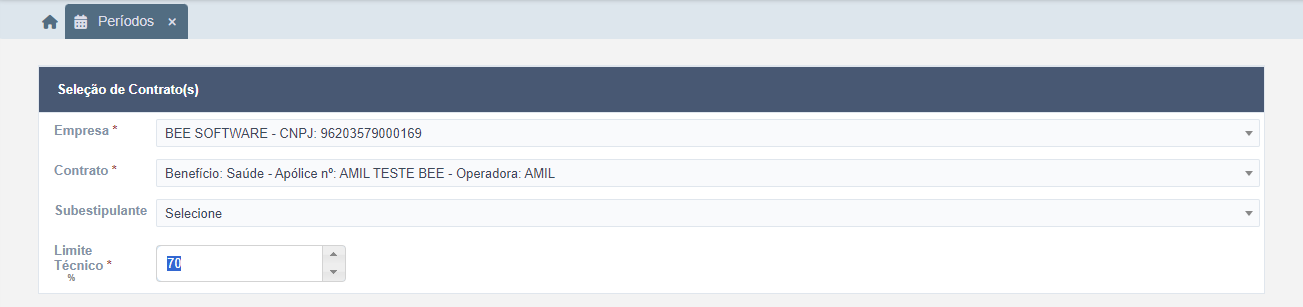 Períodos ×
Seleção de Contrato(s)
Empresa *
BEE SOFTWARE - CNPJ: 96203579000169
Contrato *
Benefício: Saúde - Apólice nº: AMIL TESTE BEE - Operadora: AMIL
Subestipulante
Selecione
Limite
Técnico *
%
70